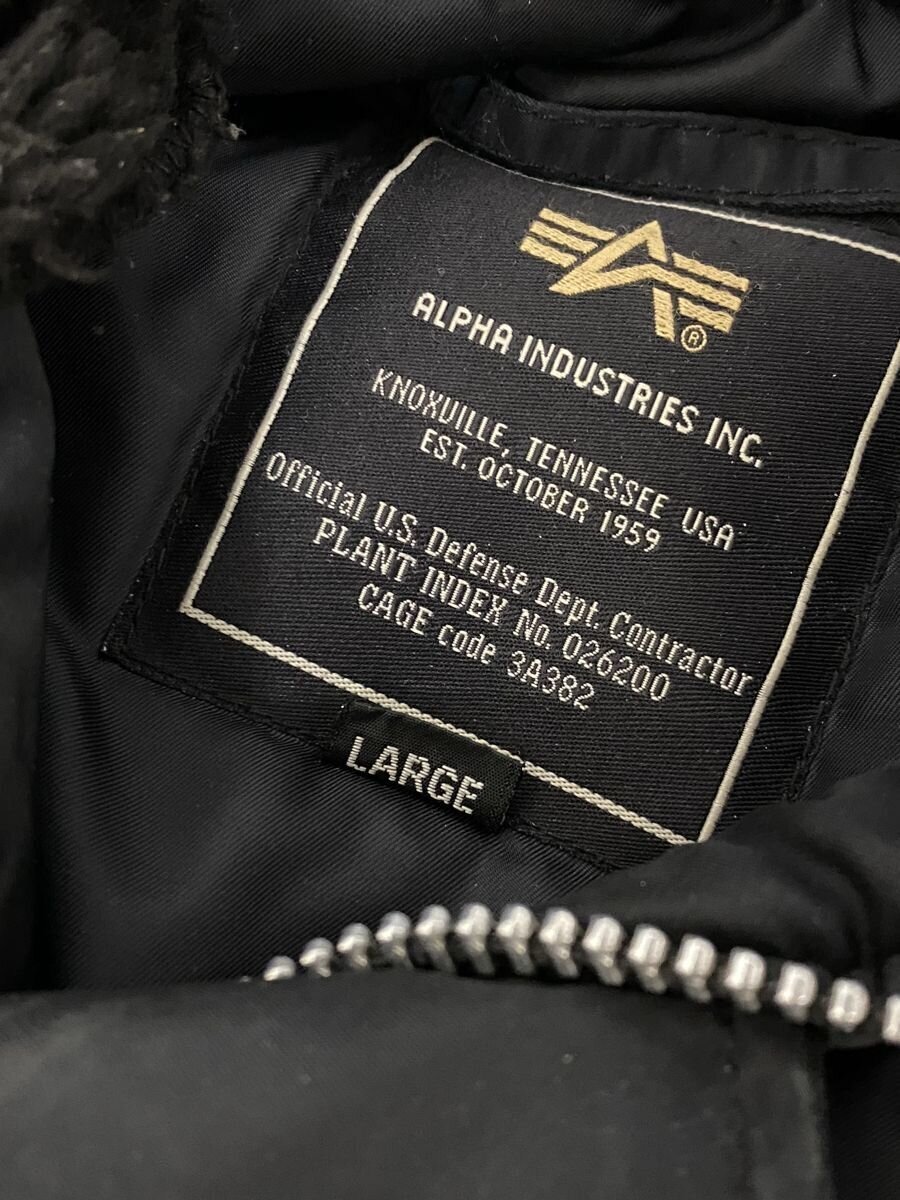 ®
ALPHA INDUSTRIES INC.
KNOXVILLE, TENNESSEE USA
EST. OCTOBER 1959
Official U.S. Defense Dept. Contractor
PLANT INDEX No. 026200
CAGE code 3A382
LARGE